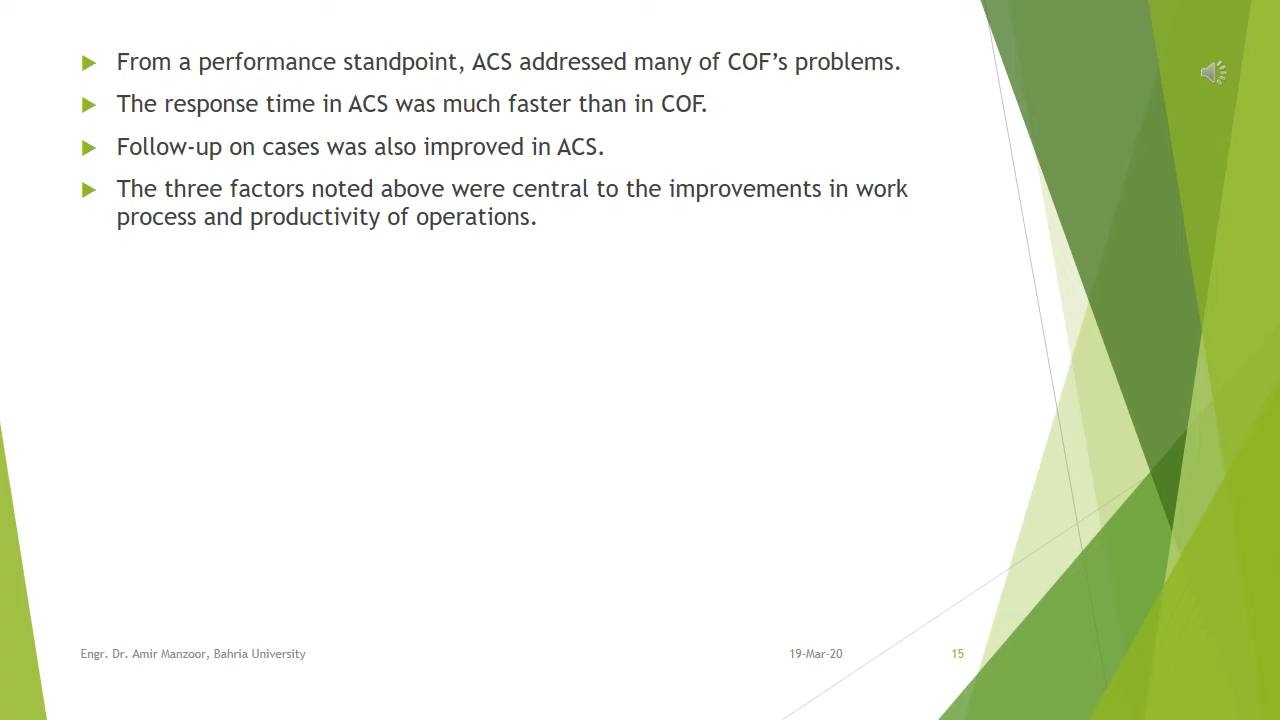 From a performance standpoint, ACS addressed many of COF’s problems.
The response time in ACS was much faster than in COF.
Follow-up on cases was also improved in ACS.
The three factors noted above were central to the improvements in work
process and productivity of operations.
Engr. Dr. Amir Manzoor, Bahria University
19-Mar-20
15